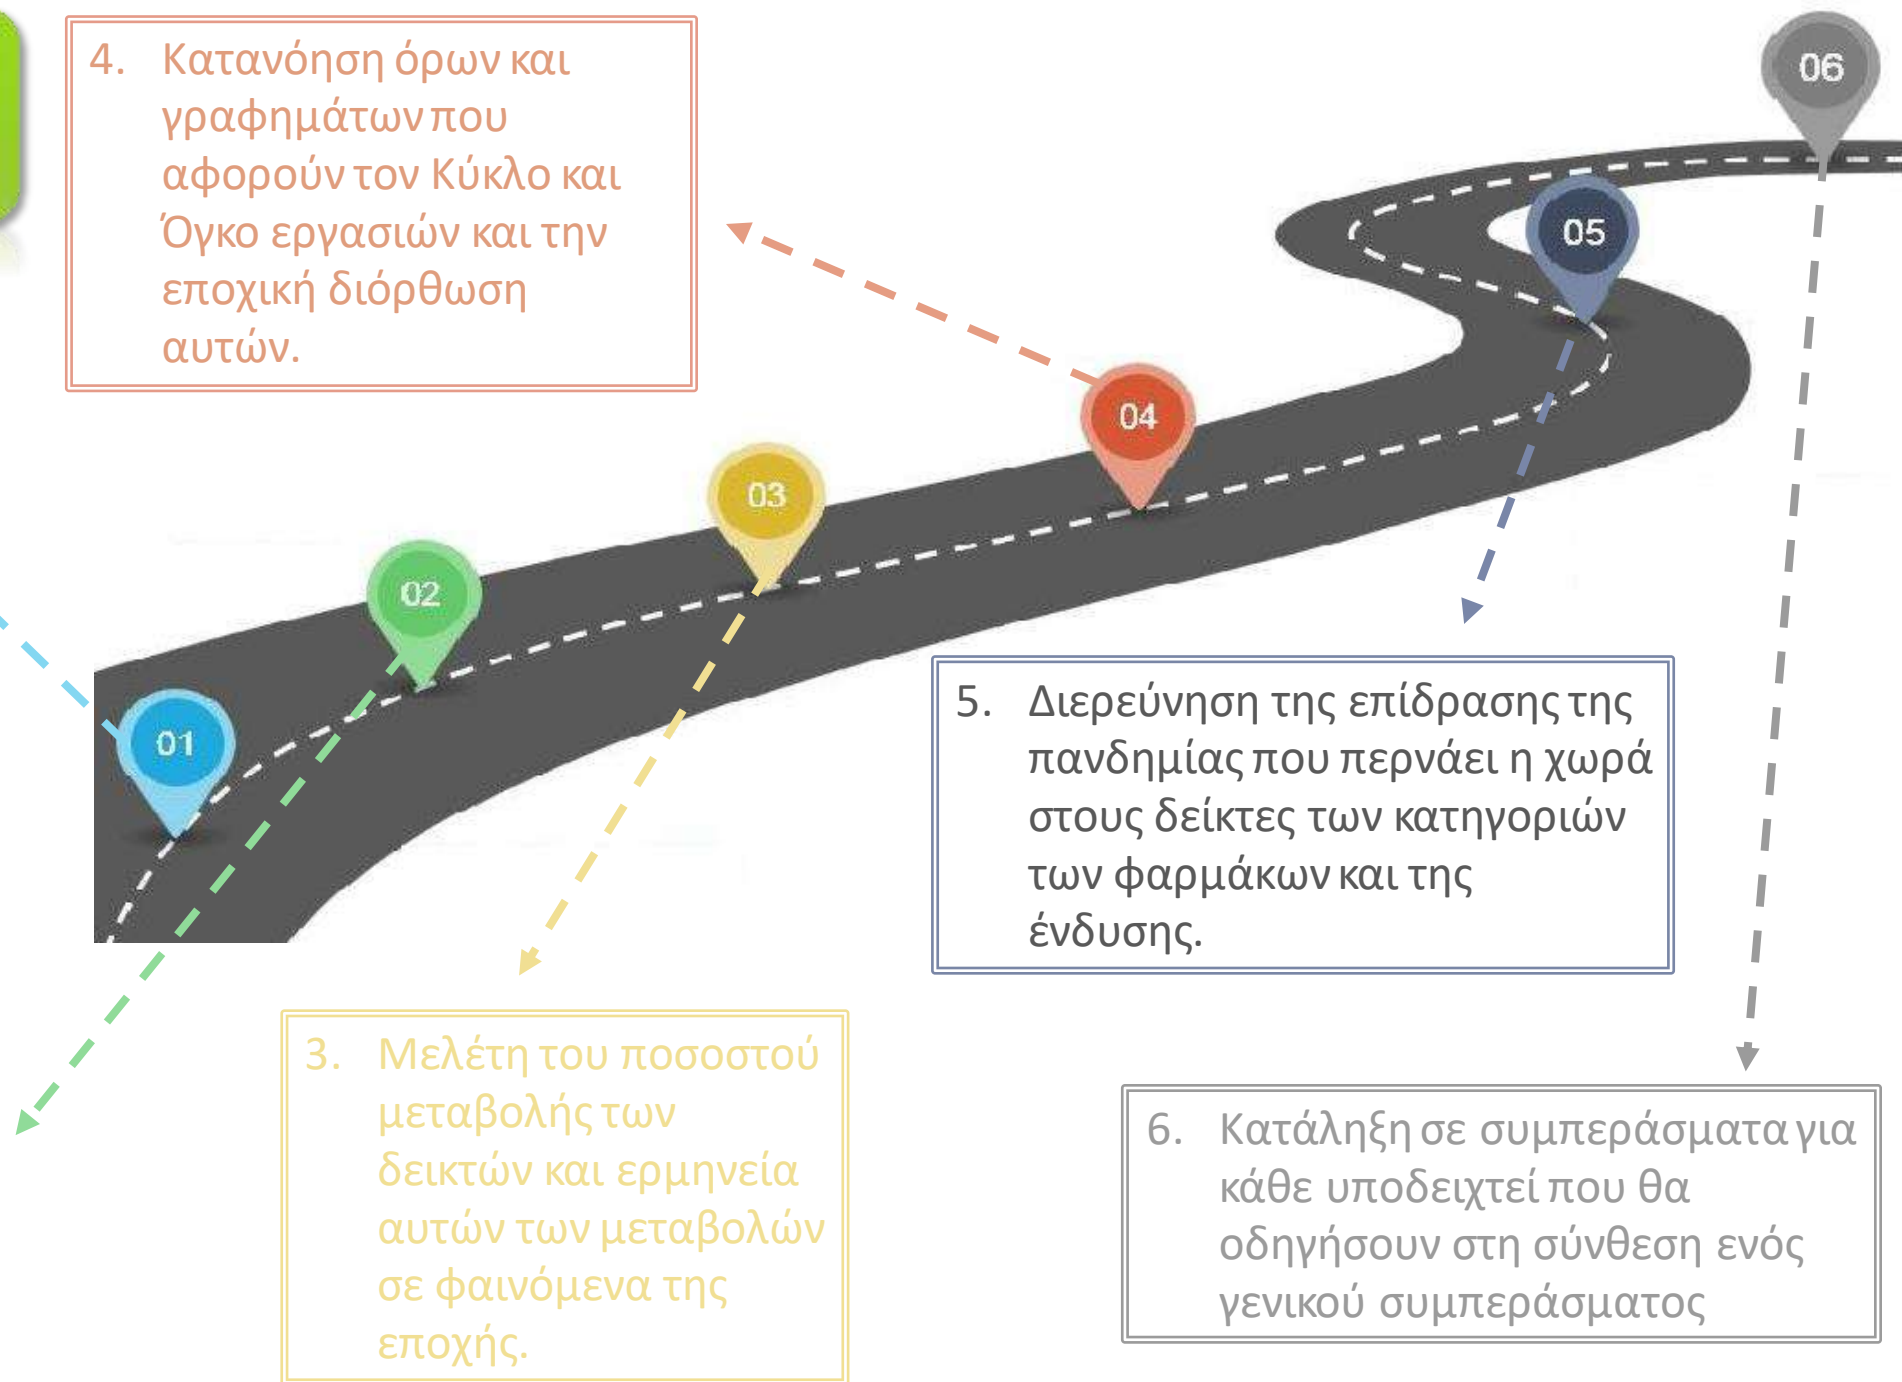 4. Κατανόηση όρων και
γραφημάτων που
αφορούν τον Κύκλο και
Όγκο εργασιών και την
εποχική διόρθωση
αυτών.
06
05
04
03
02
01
5. Διερεύνηση της επίδρασης της
πανδημίας που περνάει η χωρά
στους δείκτες των κατηγοριών
των φαρμάκων και της
ένδυσης.
3. Μελέτη του ποσοστού
μεταβολής των
δεικτών και ερμηνεία
αυτών των μεταβολών
σε φαινόμενα της
εποχής.
6. Κατάληξη σε συμπεράσματα για
κάθε υποδειχτεί που θα
οδηγήσουν στη σύνθεση ενός
γενικού συμπεράσματος